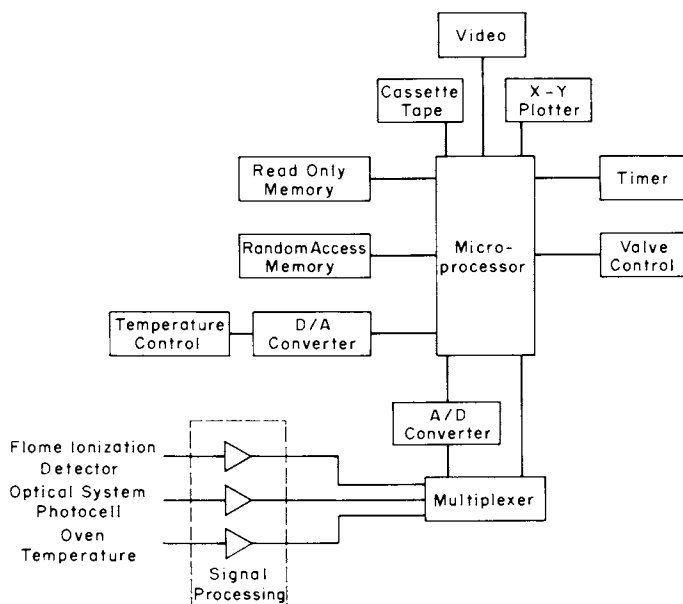 Video
Cassette
Tape
X-Y
Plotter
Read Only
Memory
Timer
Random Access
Memory
Micro-
processor
Valve
Control
Temperature
Control
D/A
Converter
A/D
Converter
Flome Ionization
Detector
Optical System
Photocell
Multiplexer
Oven
Temperature
Signal
Processing